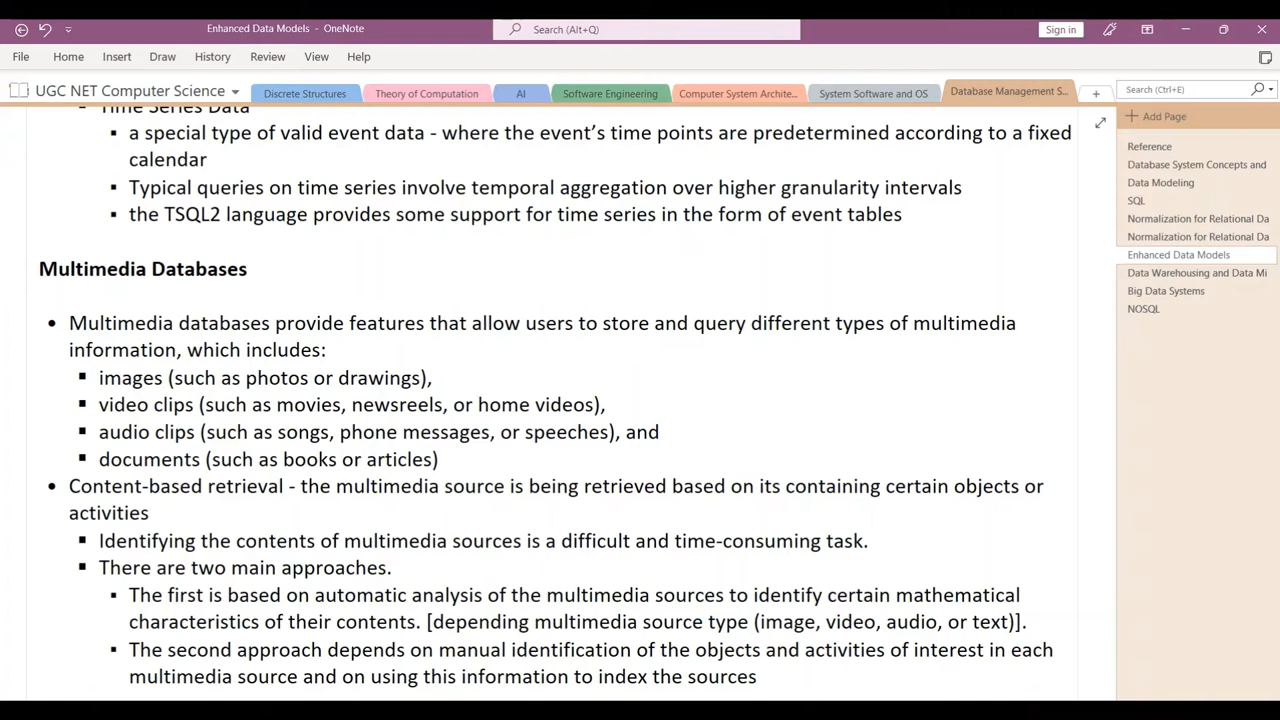 Enhanced Data Models - OneNote
Search (Alt+Q)
Sign in
File Home Insert Draw History Review View Help
UGC NET Computer Science
Discrete Structures
Theory of Computation
AI
Software Engineering
Computer System Archite...
System Software and OS
Database Management S...
Search (Ctrl+E)
Time Series Data
▪ a special type of valid event data - where the event's time points are predetermined according to a fixed
calendar
▪ Typical queries on time series involve temporal aggregation over higher granularity intervals
▪ the TSQL2 language provides some support for time series in the form of event tables
Multimedia Databases
• Multimedia databases provide features that allow users to store and query different types of multimedia
information, which includes:
▪ images (such as photos or drawings),
▪ video clips (such as movies, newsreels, or home videos),
▪ audio clips (such as songs, phone messages, or speeches), and
▪ documents (such as books or articles)
• Content-based retrieval - the multimedia source is being retrieved based on its containing certain objects or
activities
▪ Identifying the contents of multimedia sources is a difficult and time-consuming task.
▪ There are two main approaches.
▪ The first is based on automatic analysis of the multimedia sources to identify certain mathematical
characteristics of their contents. [depending multimedia source type (image, video, audio, or text)].
▪ The second approach depends on manual identification of the objects and activities of interest in each
multimedia source and on using this information to index the sources
Add Page
Reference
Database System Concepts and
Data Modeling
SQL
Normalization for Relational Da
Normalization for Relational Da
Enhanced Data Models
Data Warehousing and Data Mi
Big Data Systems
NOSQL